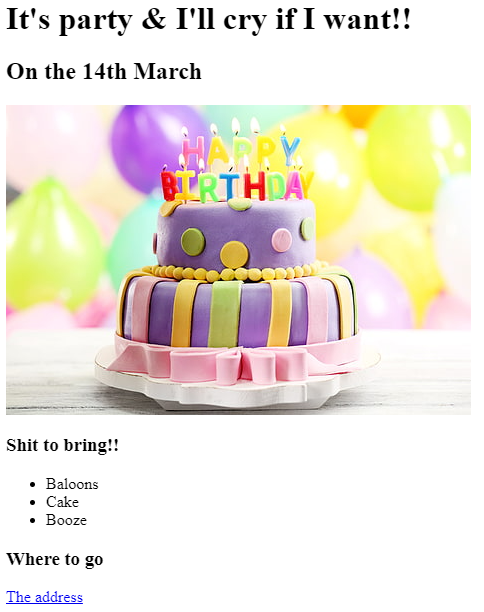 It's party & I'll cry if I want!!
On the 14th March
HAPPY
BIRTHDAY
Shit to bring!!
Baloons
Cake
Booze
Where to go
The address